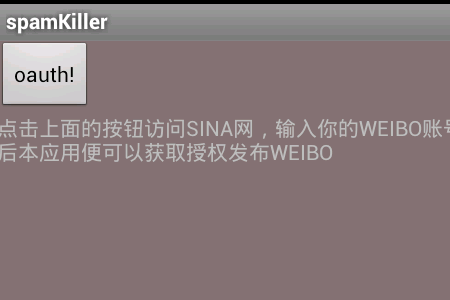 spamKiller
oauth!
点击上面的按钮访问SINA网，输入你的WEIBO账号
后本应用便可以获取授权发布WEIBO